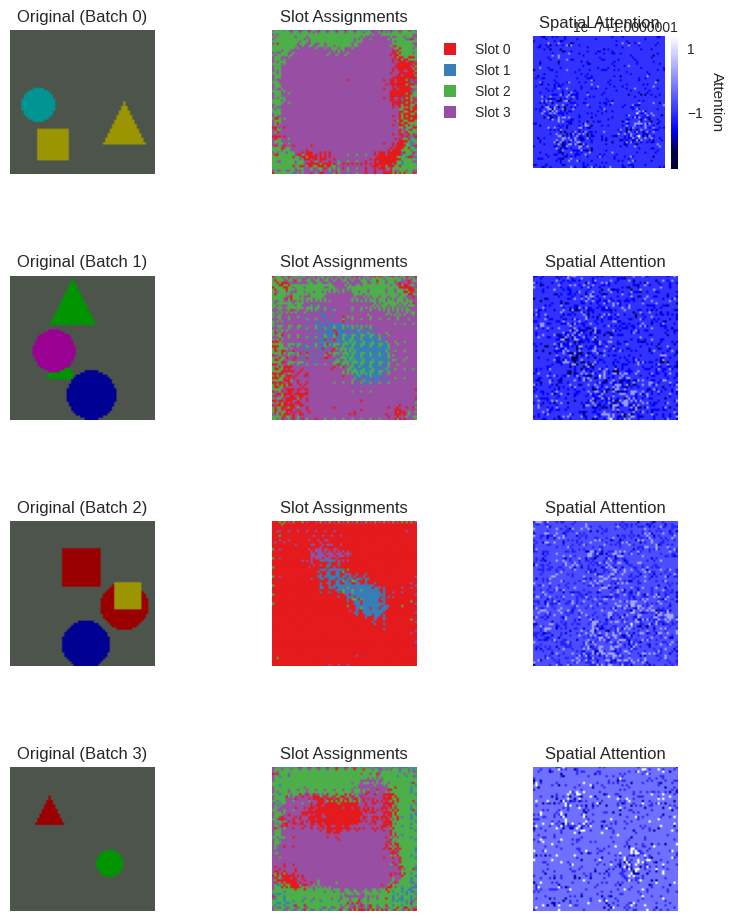 Original (Batch 0)
Slot Assignments
Slot 0
Slot 1
Slot 2
Slot 3
Spatial Attention
1e−7+1.0000001
1
−1
Attention
Original (Batch 1)
Slot Assignments
Spatial Attention
Original (Batch 2)
Slot Assignments
Spatial Attention
Original (Batch 3)
Slot Assignments
Spatial Attention